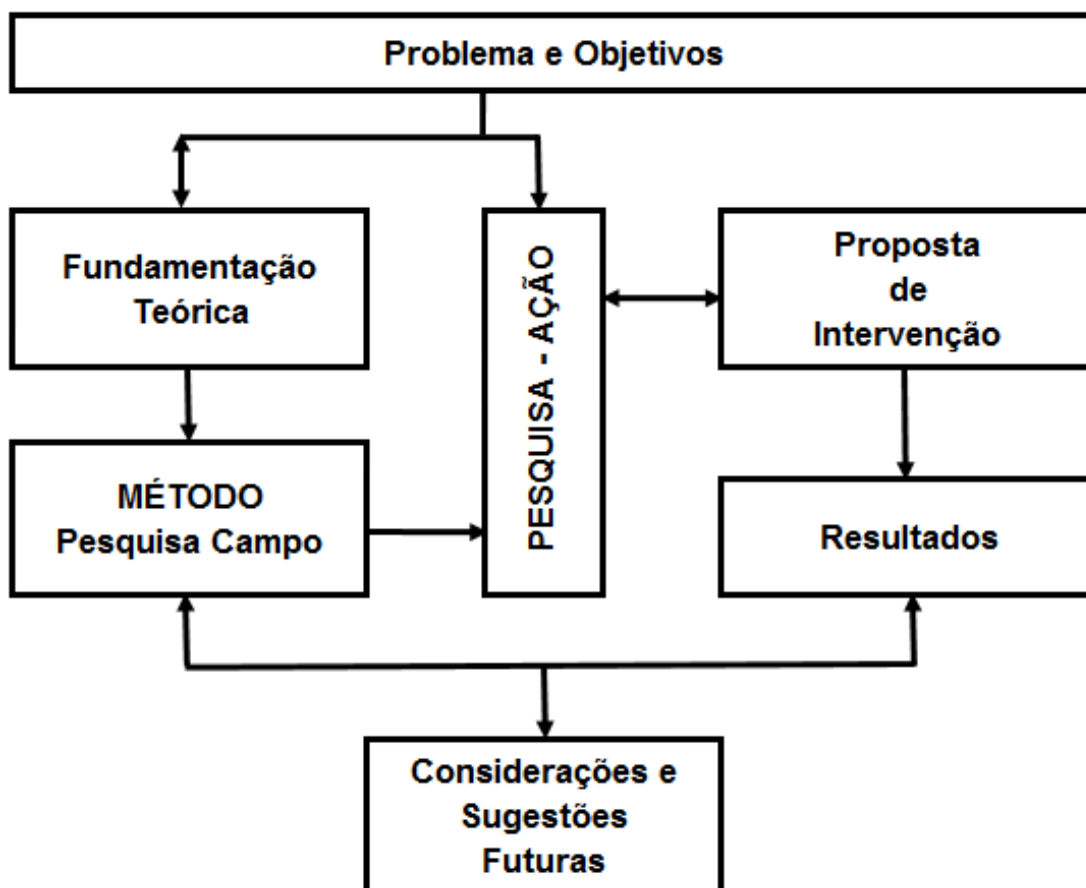 Problema e Objetivos
Fundamentação
Teórica
PESQUISA - AÇÃO
Proposta
de
Intervenção
MÉTODO
Pesquisa Campo
Resultados
Considerações e
Sugestões
Futuras